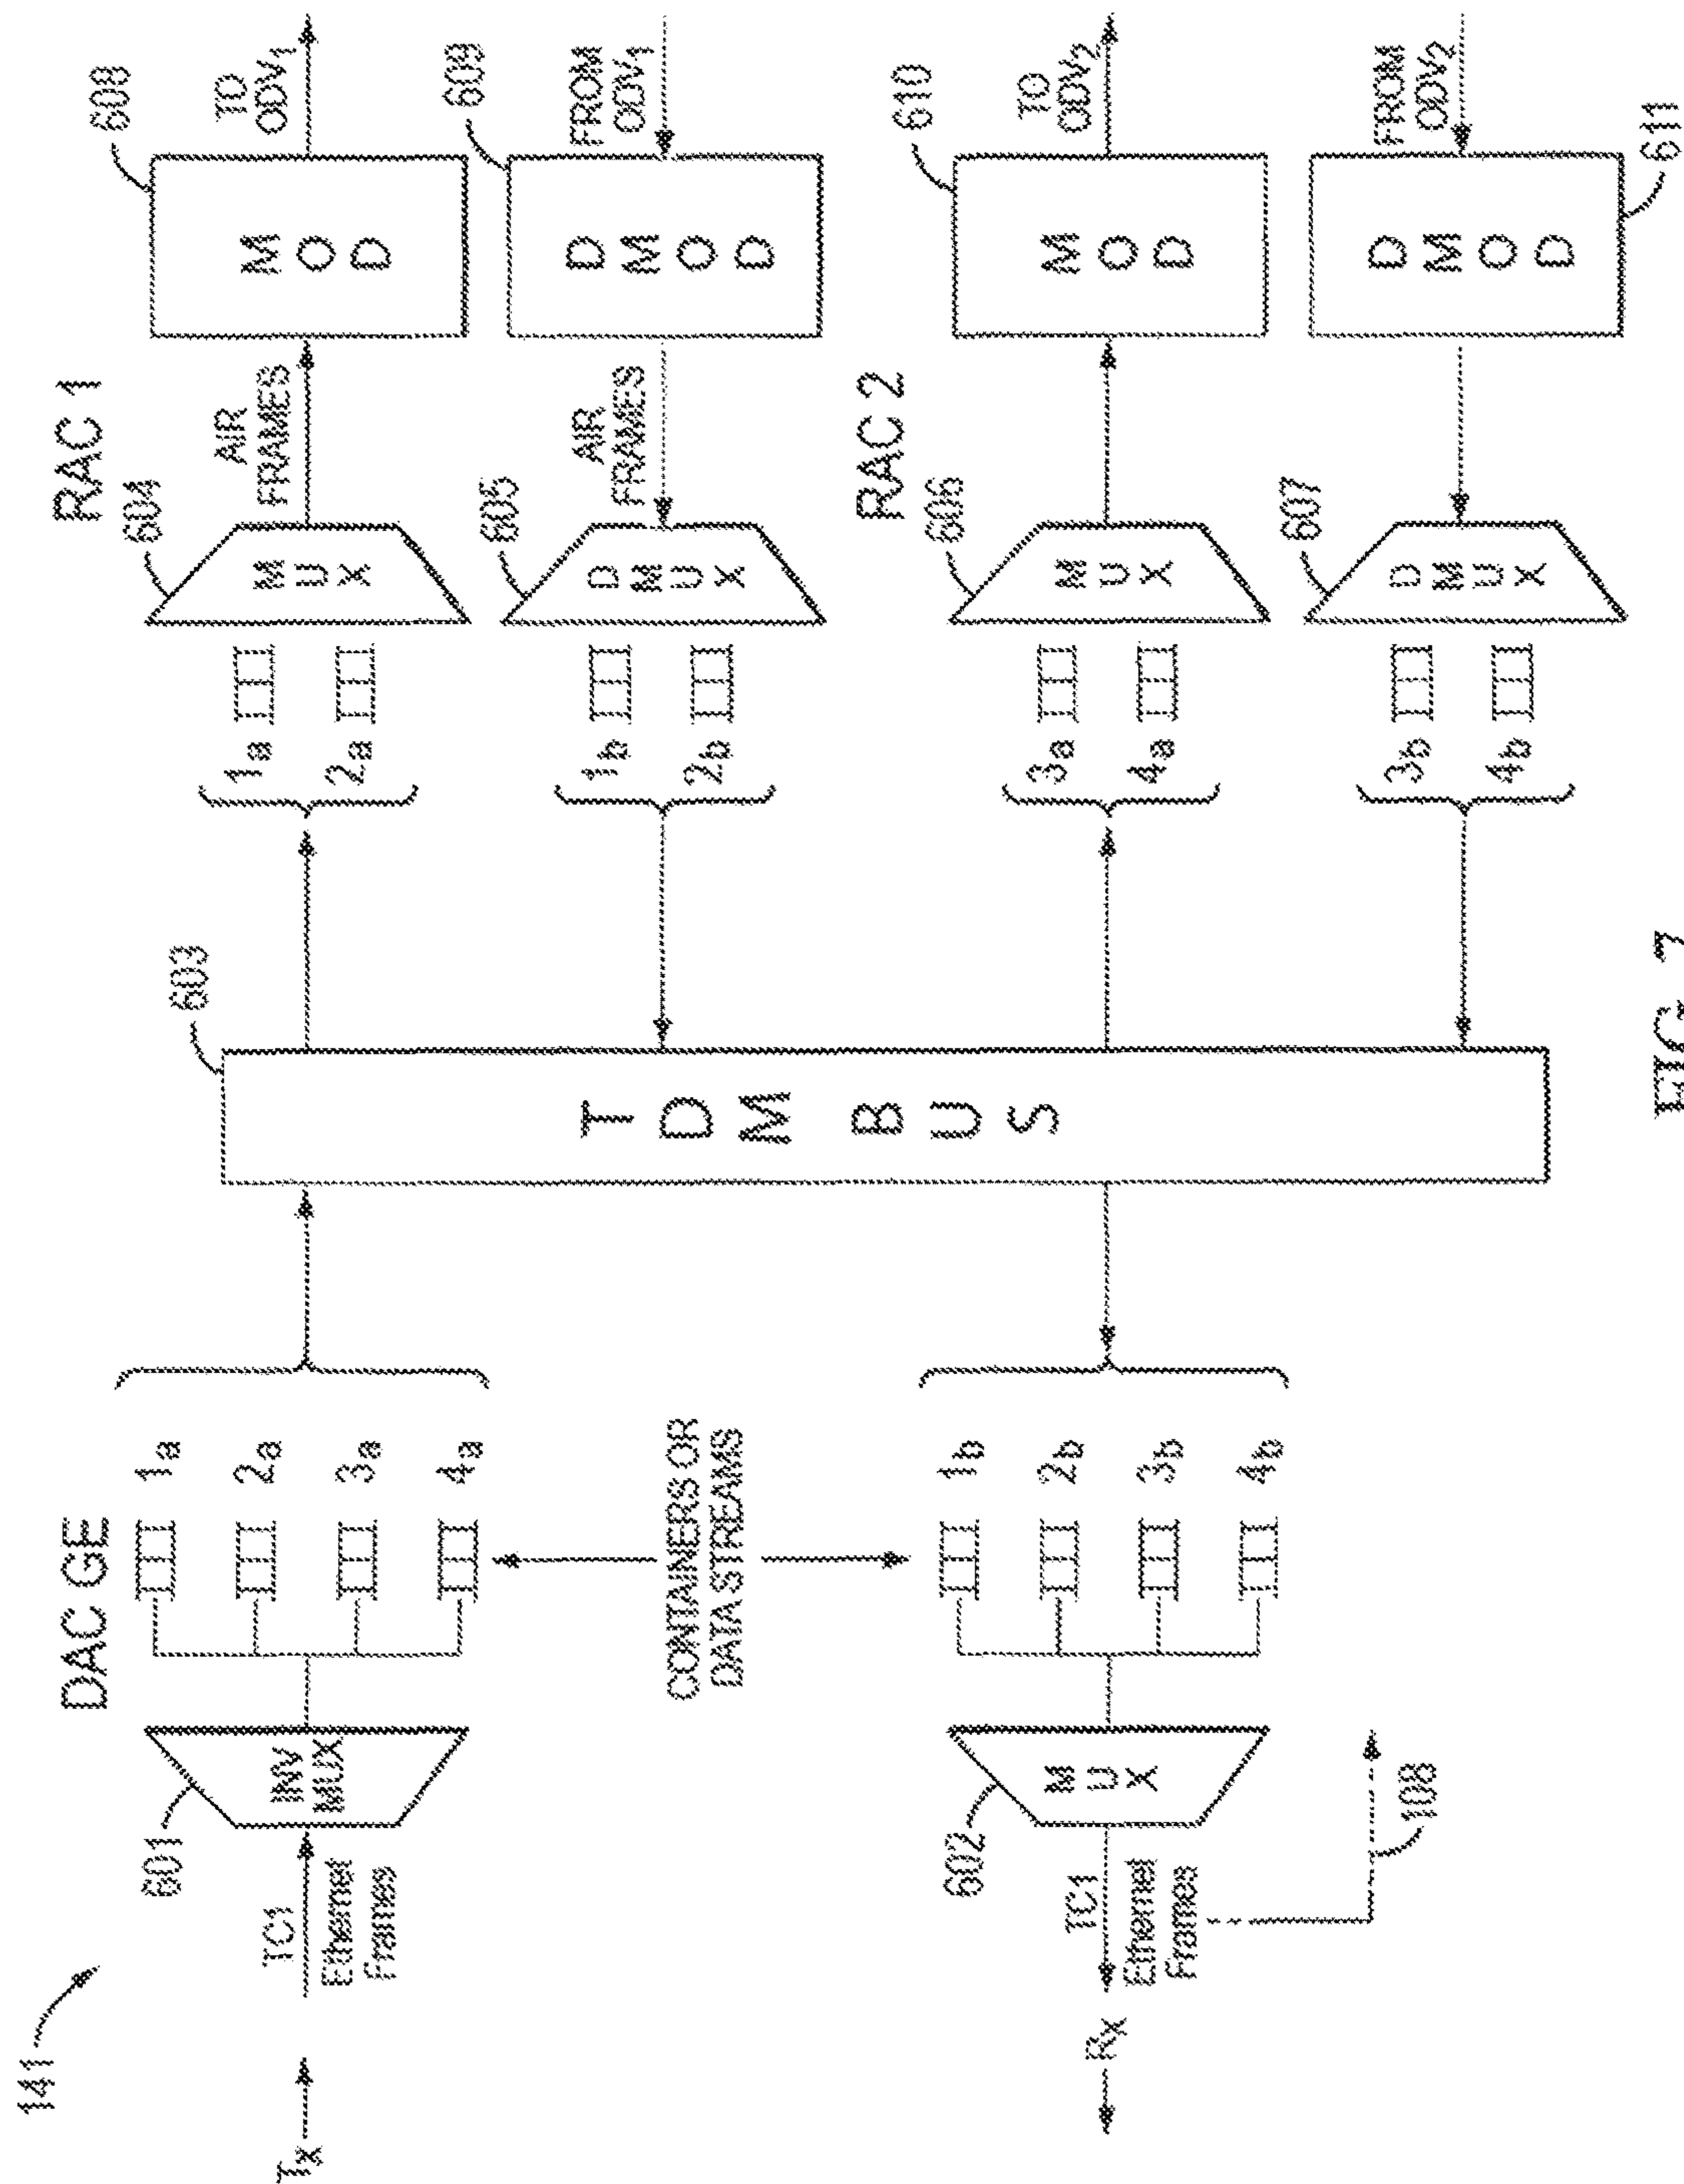 141
DAC GE
RAC 1
Tx
TC1
Ethernet
Frames
601
INV
MUX
1a
2a
3a
4a
603
TDM BUS
1a
2a
604
MUX
AIR
FRAMES
608
MOD
TO
ODV1
1b
2b
605
DMUX
AIR
FRAMES
609
DMOD
FROM
ODV1
CONTAINERS OR
DATA STREAMS
RAC 2
Rx
TC1
Ethernet
Frames
602
MUX
1b
2b
3b
4b
108
3a
4a
606
MUX
610
MOD
TO
ODV2
3b
4b
607
DMUX
DMOD
FROM
ODV2
611
FIG. 7